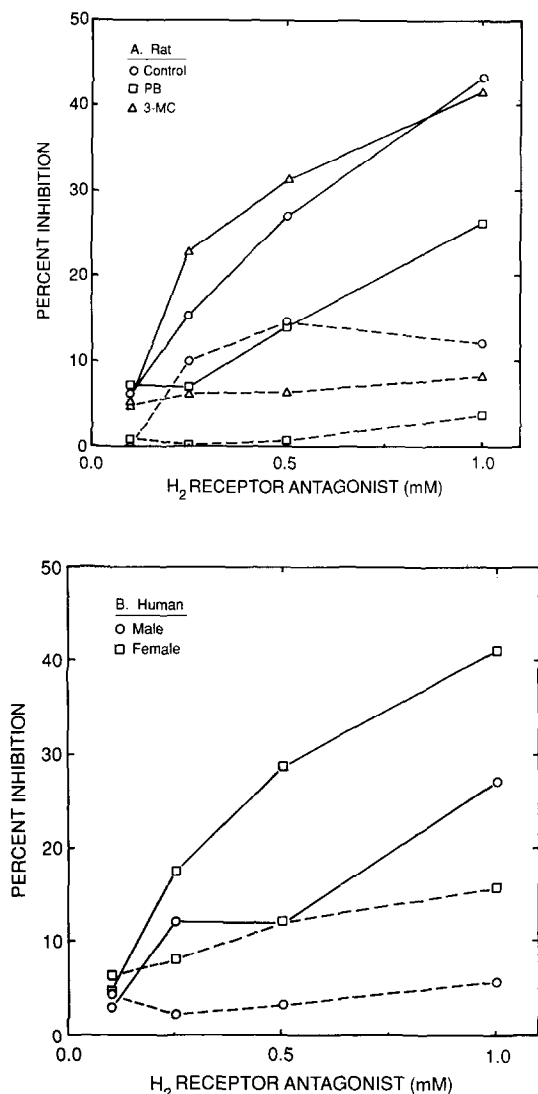 50
40
30
20
10
0
PERCENT INHIBITION
A. Rat
Control
PB
3-MC
0.0
0.5
1.0
H₂ RECEPTOR ANTAGONIST (mM)
50
40
30
20
10
0
PERCENT INHIBITION
B. Human
Male
Female
0.0
0.5
1.0
H₂ RECEPTOR ANTAGONIST (mM)